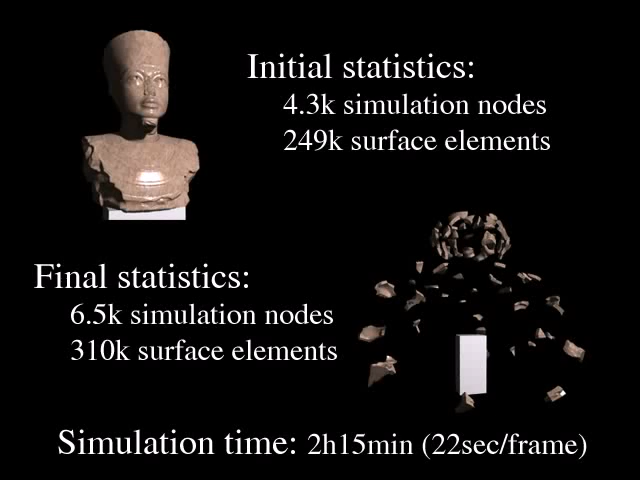 Initial statistics:
4.3k simulation nodes
249k surface elements
Final statistics:
6.5k simulation nodes
310k surface elements
Simulation time: 2h15min (22sec/frame)